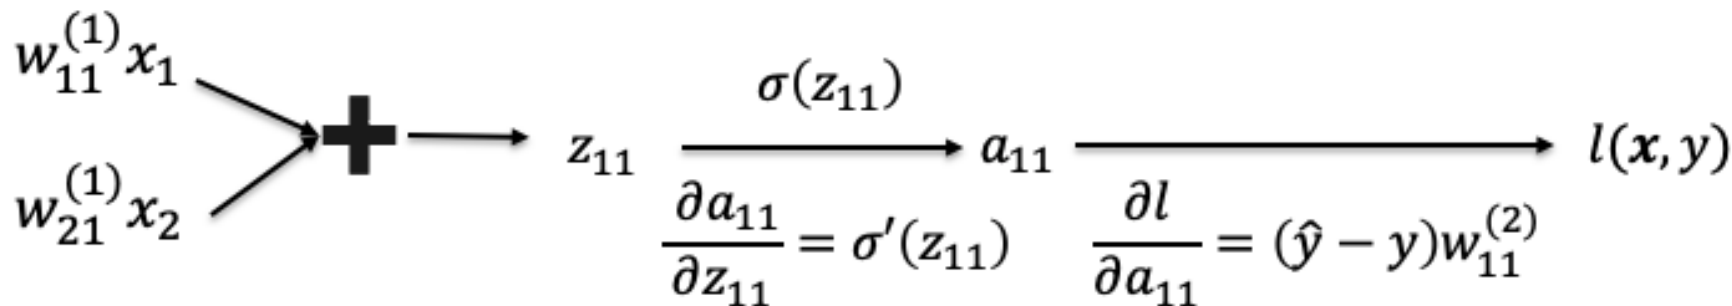 w_{11}^{(1)}x_1
w_{21}^{(1)}x_2
+
z_{11}
σ(z_{11})
∂a_{11}/∂z_{11} = σ′(z_{11})
a_{11}
∂l/∂a_{11} = (ŷ − y)w_{11}^{(2)}
l(x, y)